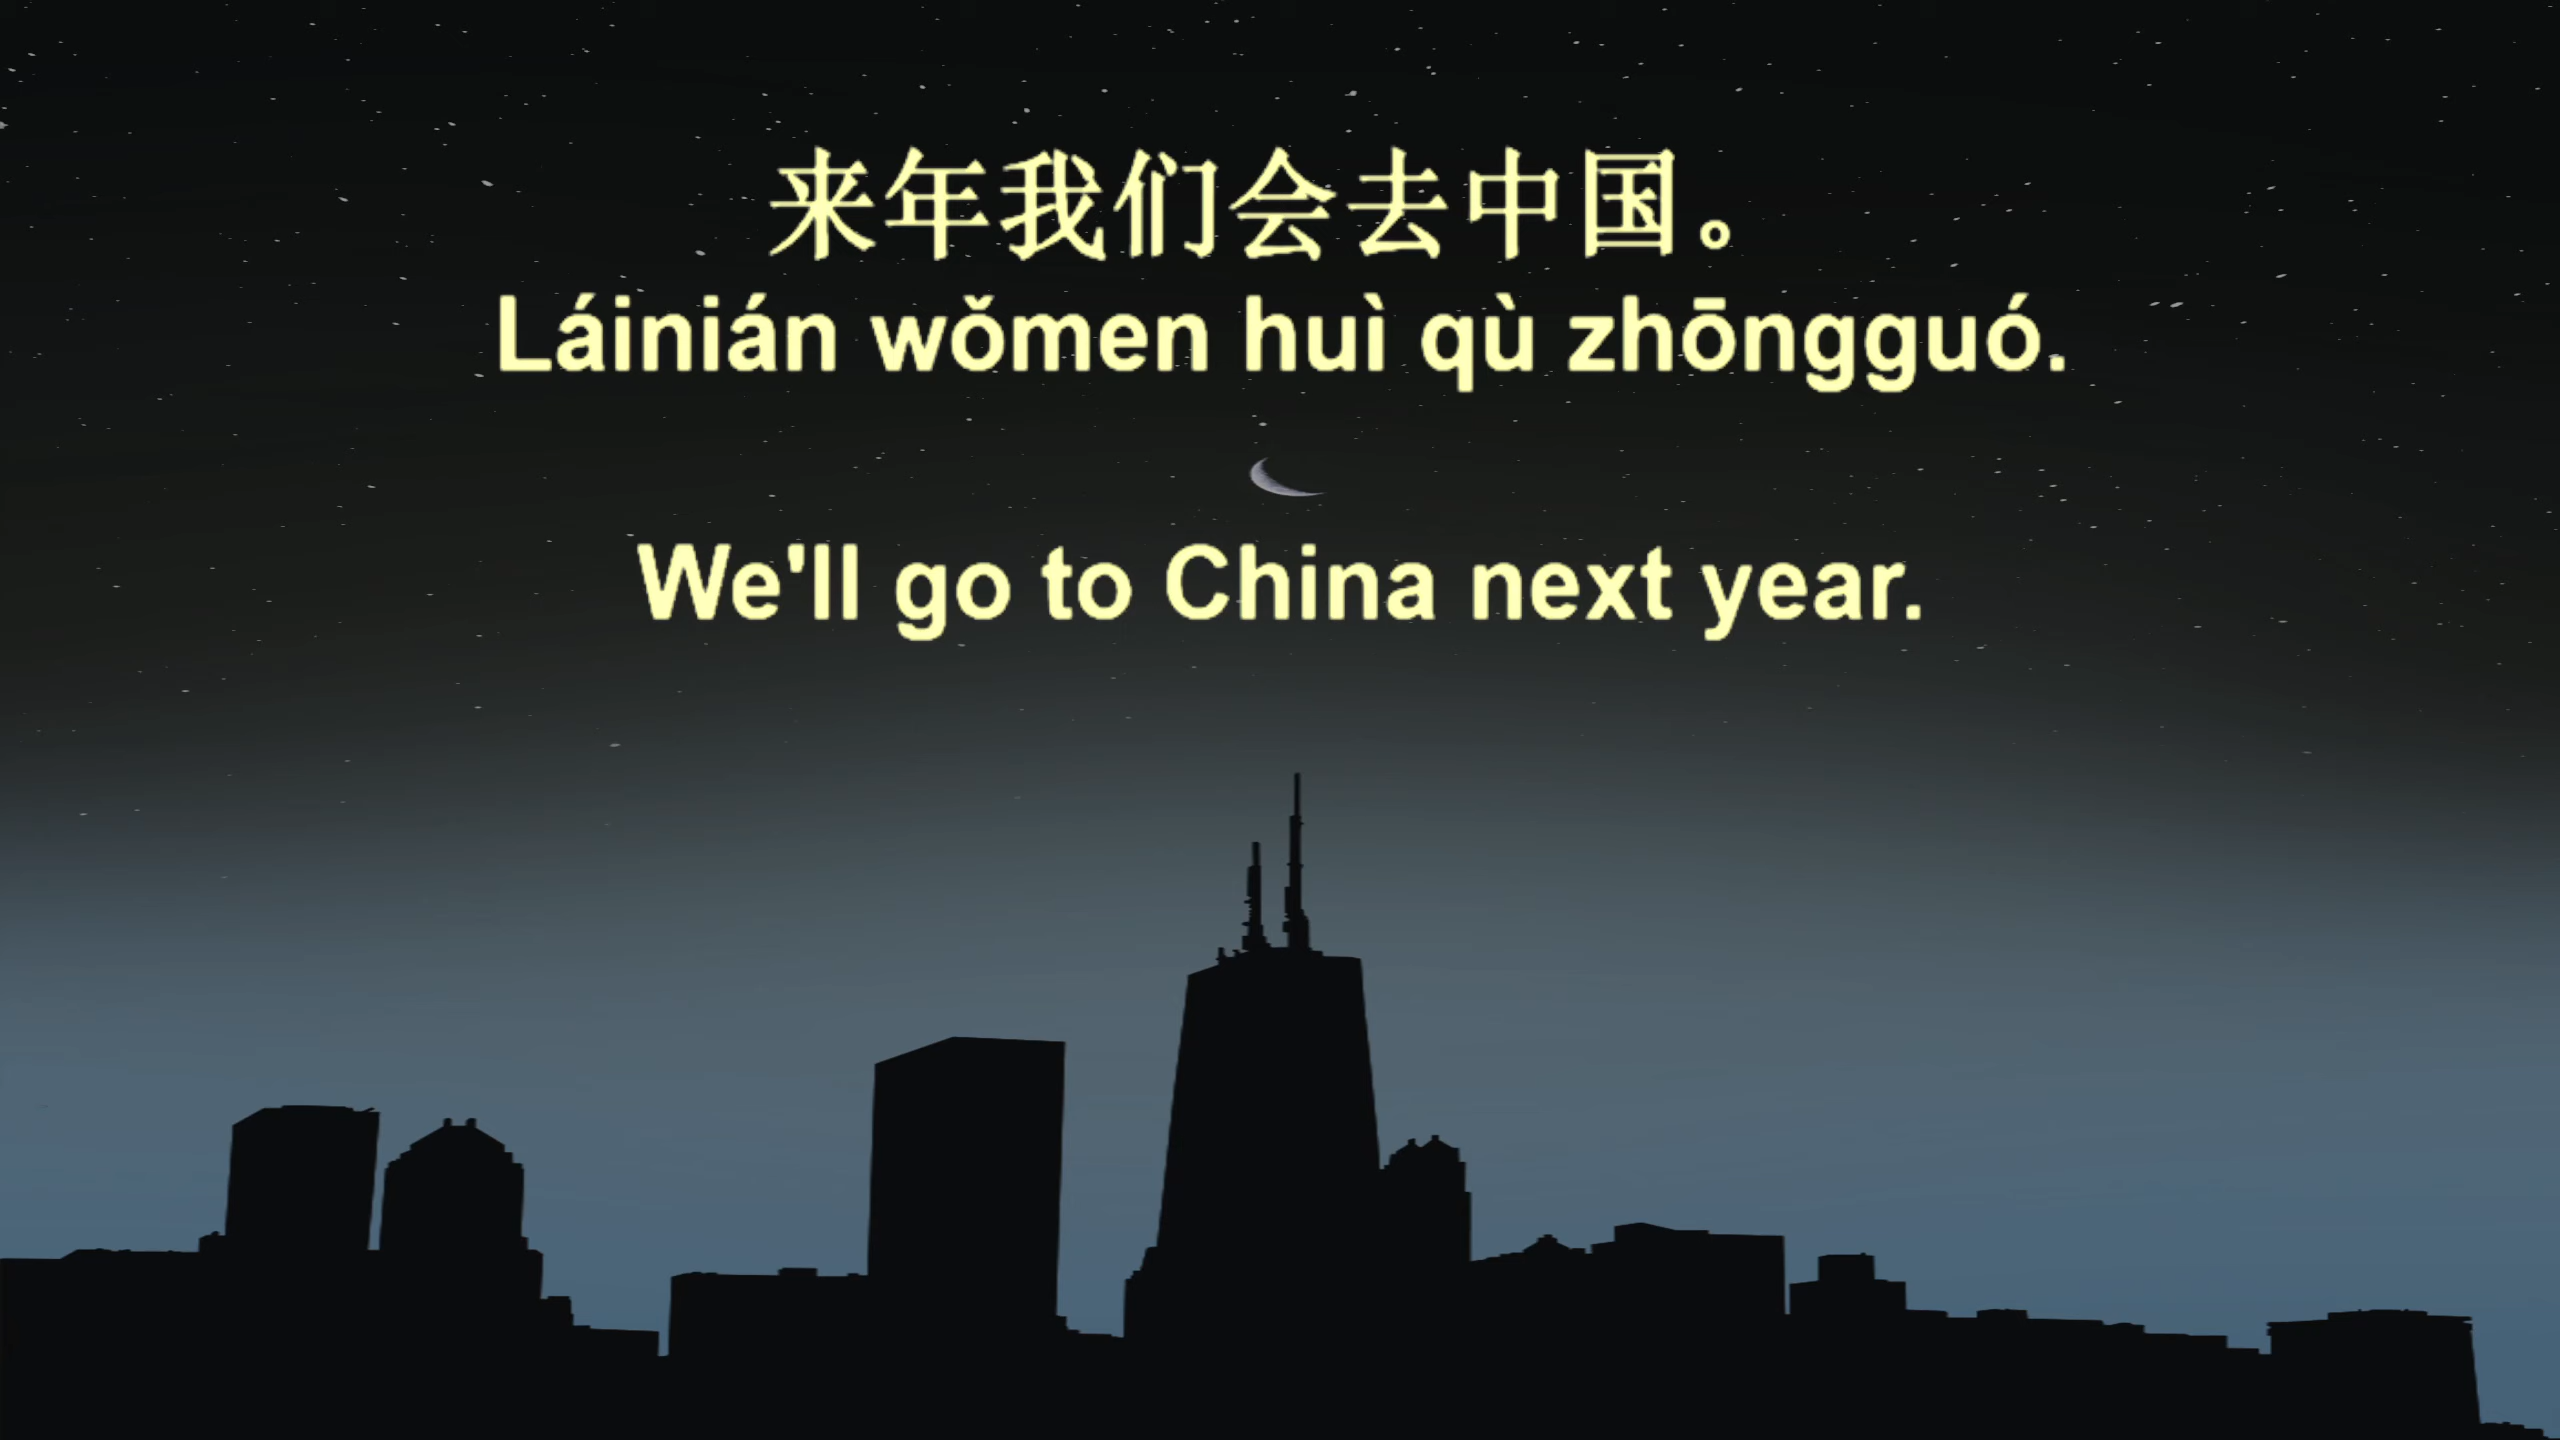 来年我们会去中国。
Láinián wǒmen huì qù zhōngguó.
We'll go to China next year.